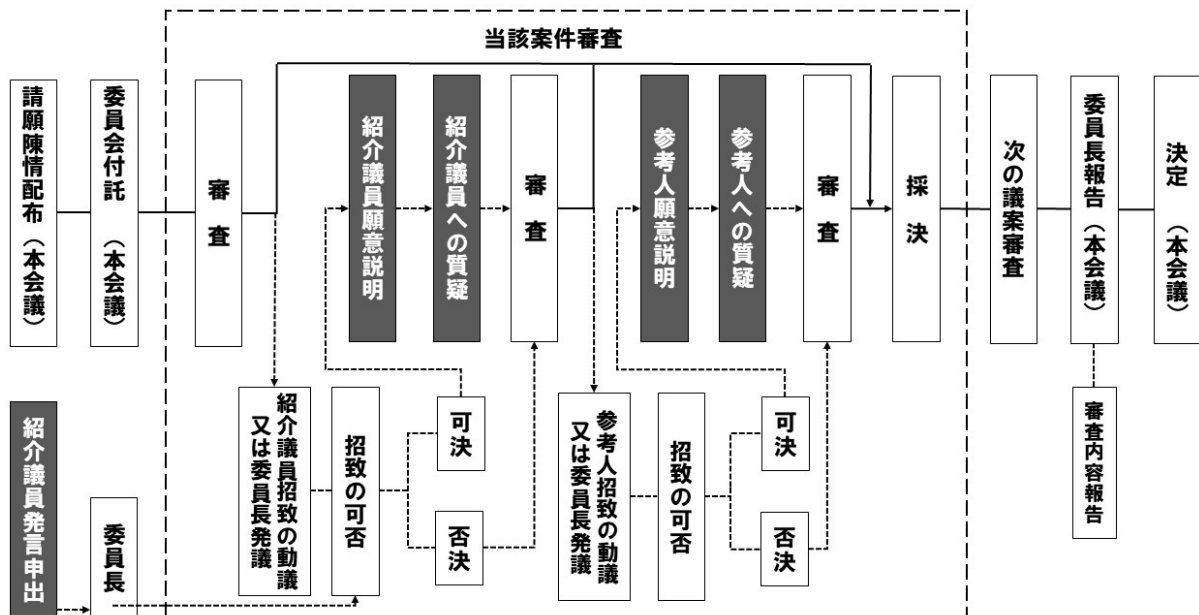 当該案件審査
請願陳情配布（本会議）
委員会付託（本会議）
審査
紹介議員願意説明
紹介議員への質疑
審査
参考人願意説明
参考人への質疑
審査
採決
次の議案審査
委員長報告（本会議）
決定（本会議）
紹介議員発言申出
委員長
紹介議員招致の動議
又は委員長発議
招致の可否
可決
否決
参考人招致の動議
又は委員長発議
招致の可否
可決
否決
審査内容報告